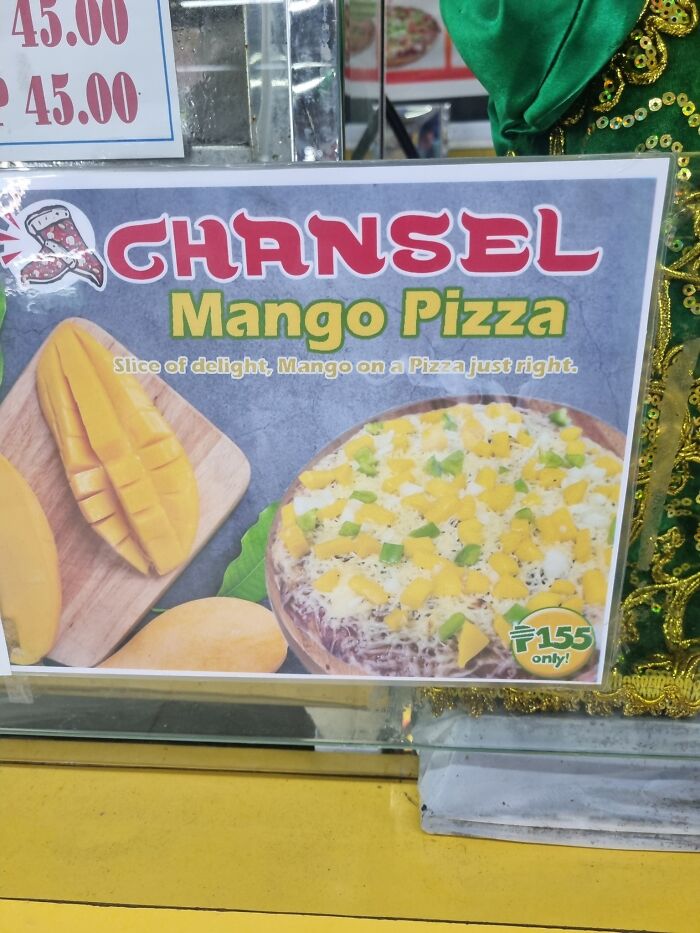 45.00
₱ 45.00
CHANSEL
Mango Pizza
Slice of delight, Mango on a Pizza just right.
₱155
only!